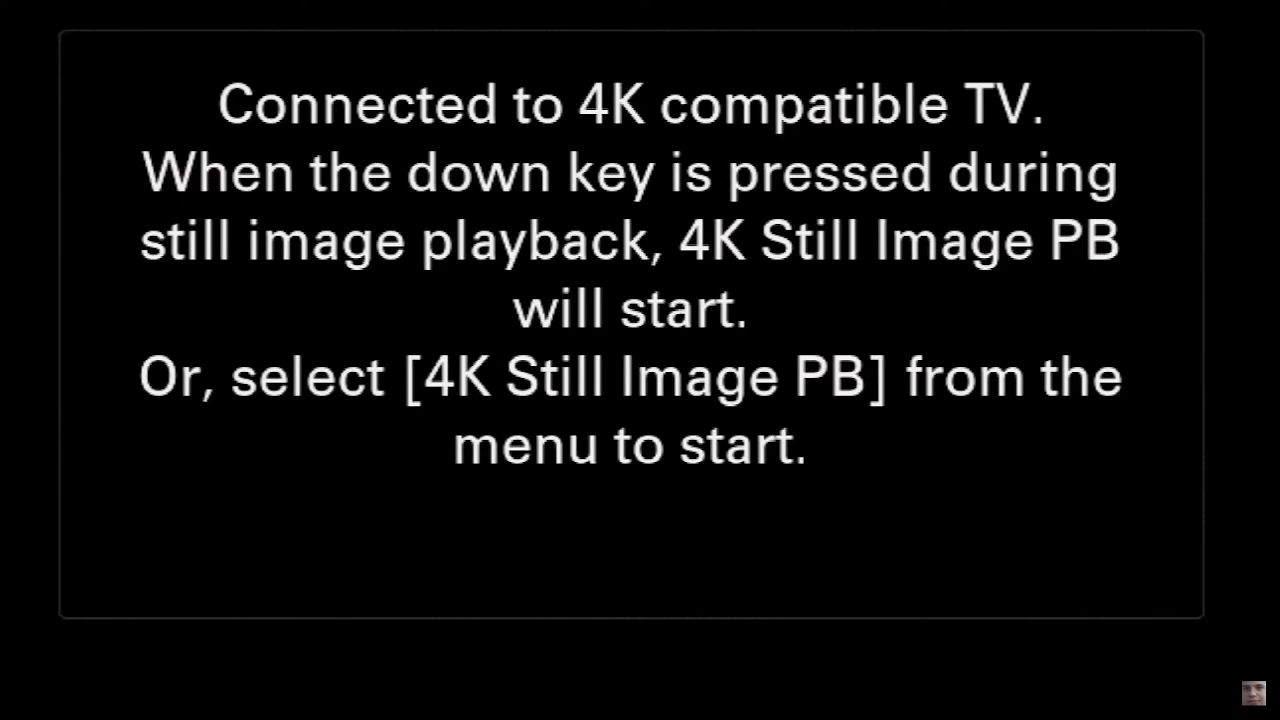 Connected to 4K compatible TV.
When the down key is pressed during
still image playback, 4K Still Image PB
will start.
Or, select [4K Still Image PB] from the
menu to start.